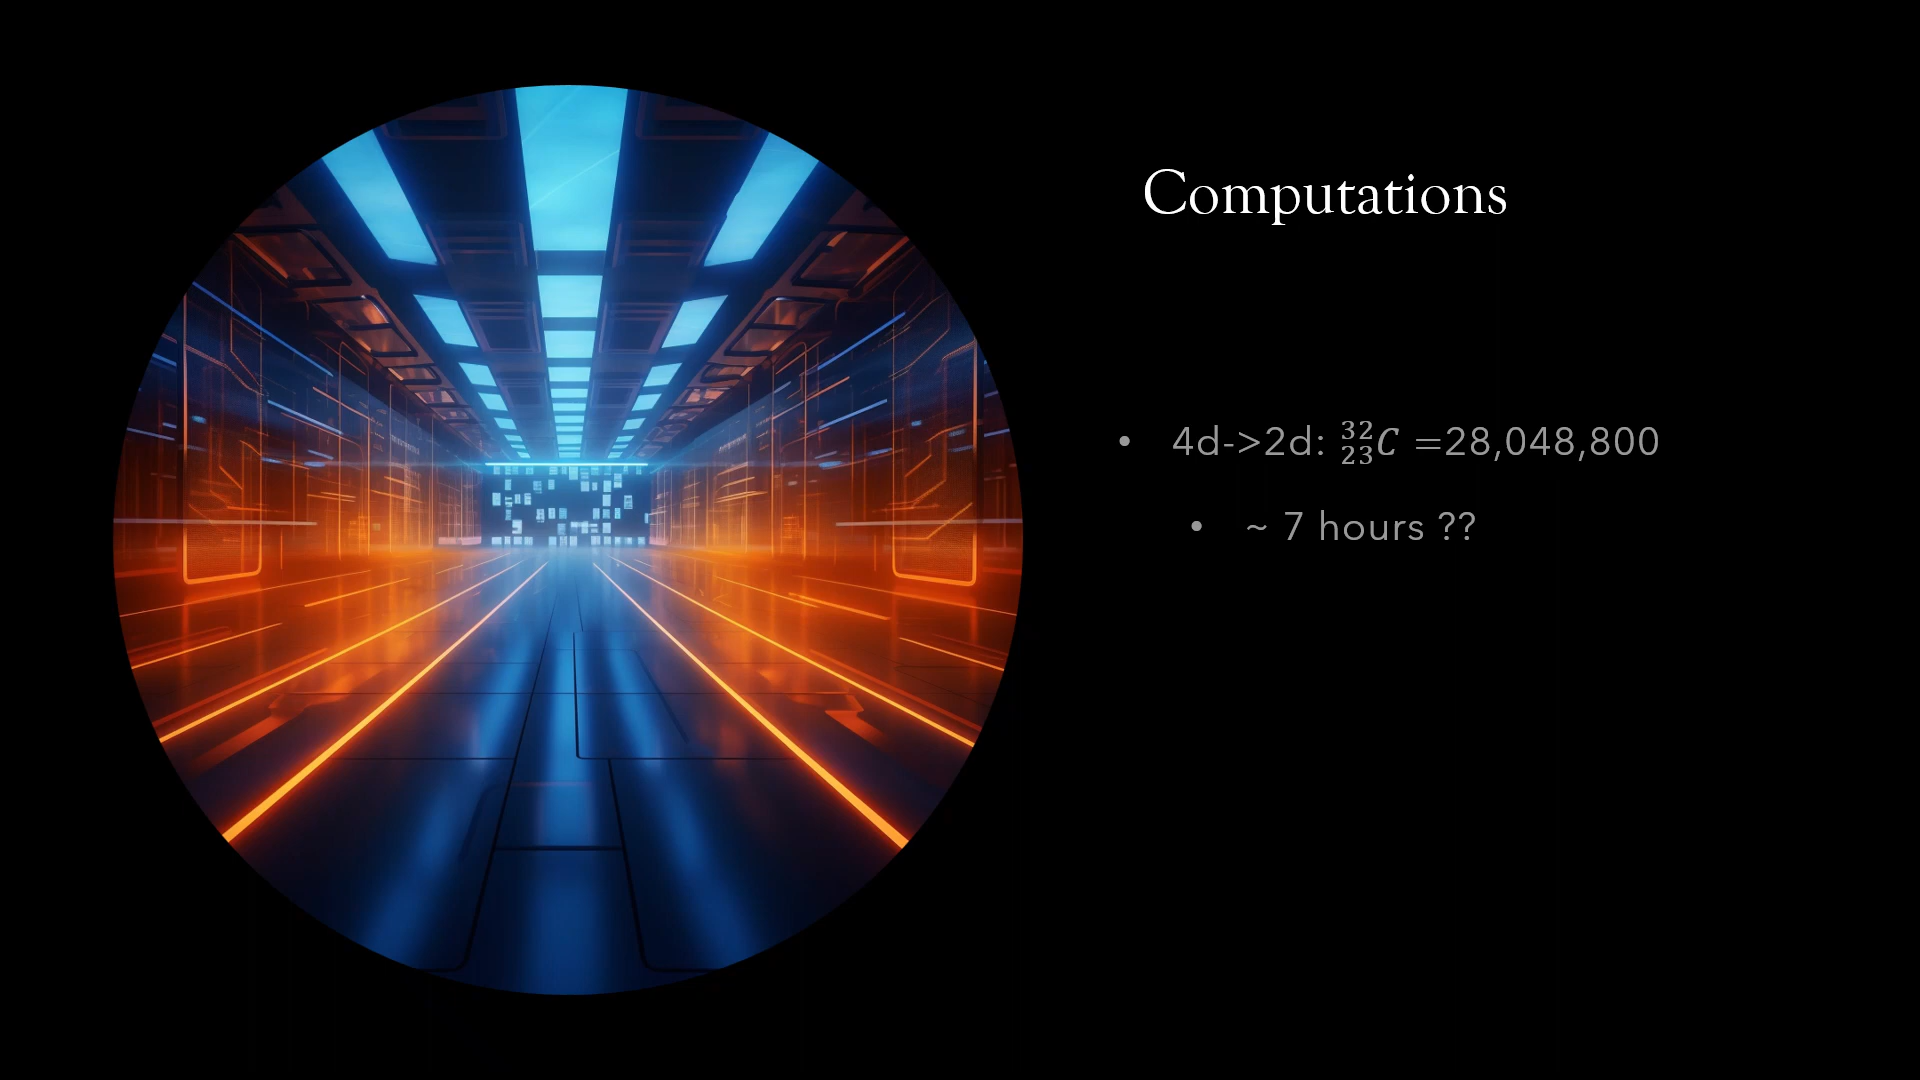 Computations
• 4d->2d: ³²₂₃C =28,048,800
• ~ 7 hours ??